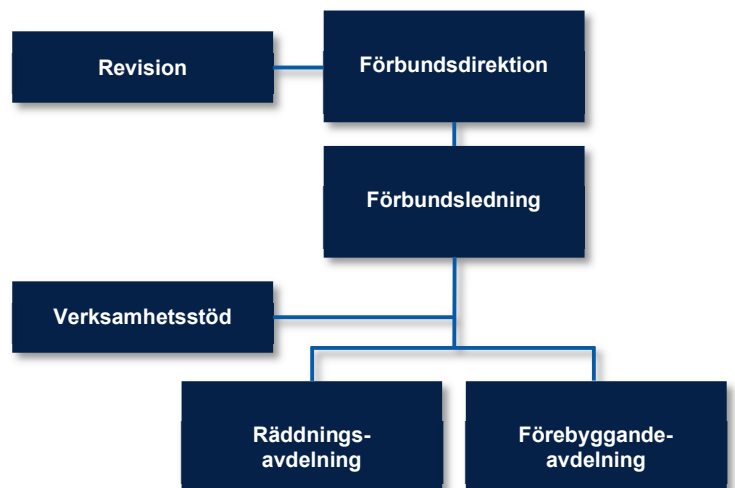 Revision
Förbundsdirektion
Förbundsledning
Verksamhetsstöd
Räddnings-
avdelning
Förebyggande-
avdelning